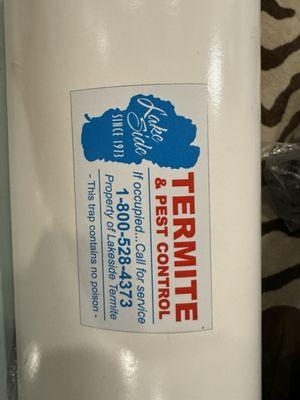 Lake
Side
SINCE 1973
TERMITE
& PEST CONTROL
If occupied... Call for service
1-800-528-4373
Property of Lakeside Termite
- This trap contains no poison -